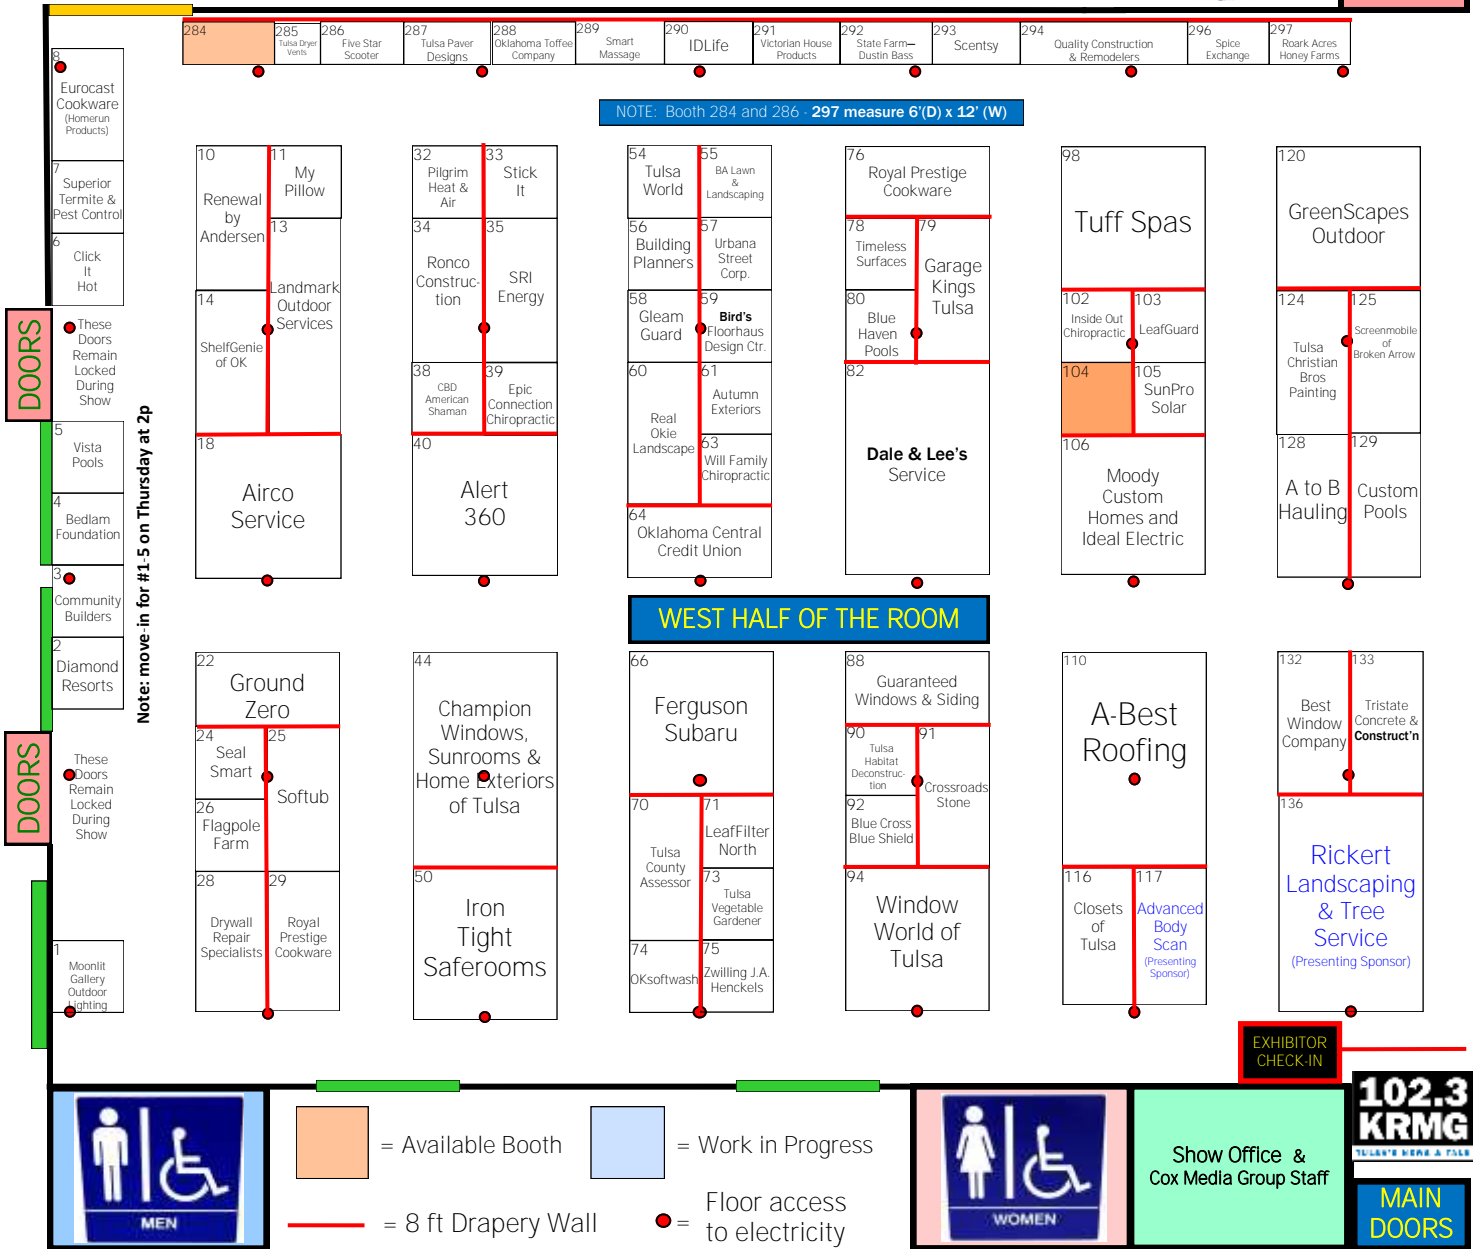 284
285
Tulsa Dryer
Vents
286
Five Star
Scooter
287
Tulsa Paver
Designs
288
Oklahoma Toffee
Company
289
Smart
Massage
290
IDLife
291
Victorian House
Products
292
State Farm—
Dustin Bass
293
Scentsy
294
Quality Construction
& Remodelers
296
Spice
Exchange
297
Roark Acres
Honey Farms
NOTE: Booth 284 and 286 - 297 measure 6'(D) x 12' (W)
8
Eurocast
Cookware
(Homerun
Products)
7
Superior
Termite &
Pest Control
6
Click
It
Hot
DOORS
These
Doors
Remain
Locked
During
Show
5
Vista
Pools
4
Bedlam
Foundation
3
Community
Builders
2
Diamond
Resorts
DOORS
These
Doors
Remain
Locked
During
Show
1
Moonlit
Gallery
Outdoor
Lighting
Note: move-in for #1-5 on Thursday at 2p
10
Renewal
by
Andersen
11
My
Pillow
13
Landmark
Outdoor
Services
14
ShelfGenie
of OK
18
Airco
Service
32
Pilgrim
Heat &
Air
33
Stick
It
34
Ronco
Construc-
tion
35
SRI
Energy
38
CBD
American
Shaman
39
Epic
Connection
Chiropractic
40
Alert
360
54
Tulsa
World
55
BA Lawn
&
Landscaping
56
Building
Planners
57
Urbana
Street
Corp.
58
Gleam
Guard
59
Bird's
Floorhaus
Design Ctr.
60
Real
Okie
Landscape
61
Autumn
Exteriors
63
Will Family
Chiropractic
64
Oklahoma Central
Credit Union
76
Royal Prestige
Cookware
78
Timeless
Surfaces
79
Garage
Kings
Tulsa
80
Blue
Haven
Pools
82
Dale & Lee's
Service
98
Tuff Spas
102
Inside Out
Chiropractic
103
LeafGuard
104
105
SunPro
Solar
106
Moody
Custom
Homes and
Ideal Electric
120
GreenScapes
Outdoor
124
Tulsa
Christian
Bros
Painting
125
Screenmobile
of
Broken Arrow
128
A to B
Hauling
129
Custom
Pools
WEST HALF OF THE ROOM
22
Ground
Zero
24
Seal
Smart
25
Softub
26
Flagpole
Farm
28
Drywall
Repair
Specialists
29
Royal
Prestige
Cookware
44
Champion
Windows,
Sunrooms &
Home Exteriors
of Tulsa
50
Iron
Tight
Saferooms
66
Ferguson
Subaru
70
Tulsa
County
Assessor
71
LeafFilter
North
73
Tulsa
Vegetable
Gardener
74
OKsoftwash
75
Zwilling J.A.
Henckels
88
Guaranteed
Windows & Siding
90
Tulsa
Habitat
Deconstruc-
tion
91
Crossroads
Stone
92
Blue Cross
Blue Shield
94
Window
World of
Tulsa
110
A-Best
Roofing
116
Closets
of
Tulsa
117
Advanced
Body
Scan
(Presenting
Sponsor)
132
Best
Window
Company
133
Tristate
Concrete &
Construct'n
136
Rickert
Landscaping
& Tree
Service
(Presenting Sponsor)
EXHIBITOR
CHECK-IN
MEN
= Available Booth
= Work in Progress
= 8 ft Drapery Wall
= Floor access
to electricity
WOMEN
Show Office &
Cox Media Group Staff
102.3
KRMG
TULSA'S NEWS & TALK
MAIN
DOORS